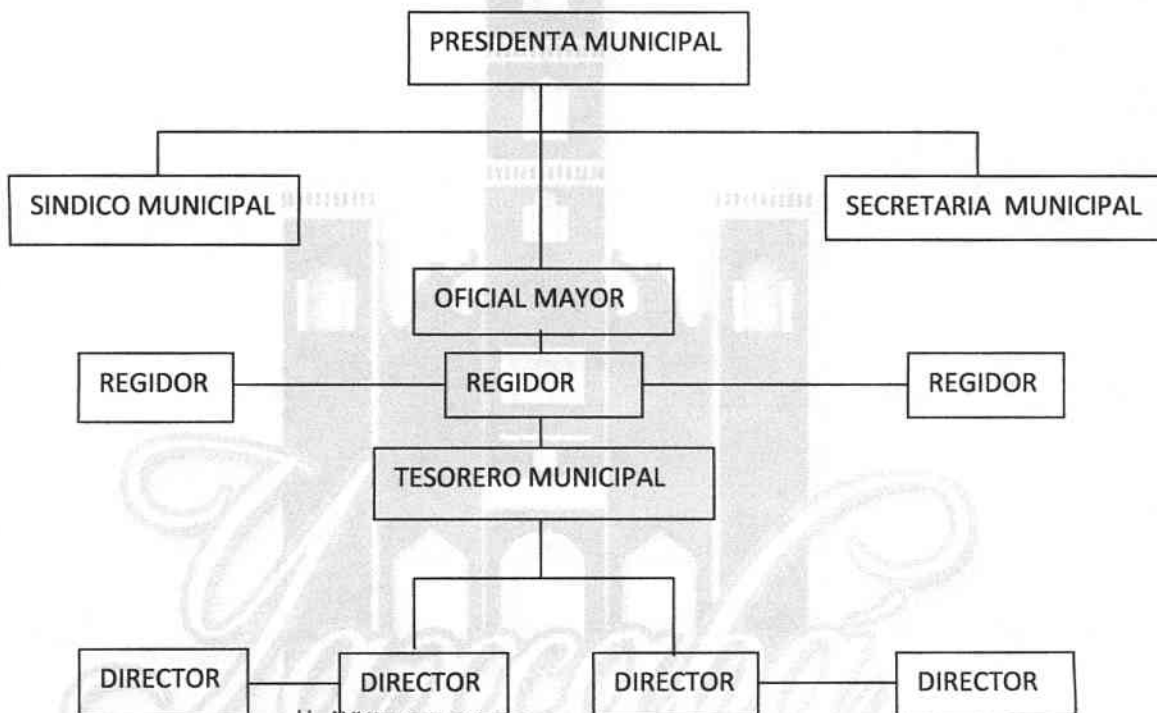 PRESIDENTA MUNICIPAL
SINDICO MUNICIPAL
SECRETARIA MUNICIPAL
OFICIAL MAYOR
REGIDOR
REGIDOR
REGIDOR
TESORERO MUNICIPAL
DIRECTOR
DIRECTOR
DIRECTOR
DIRECTOR